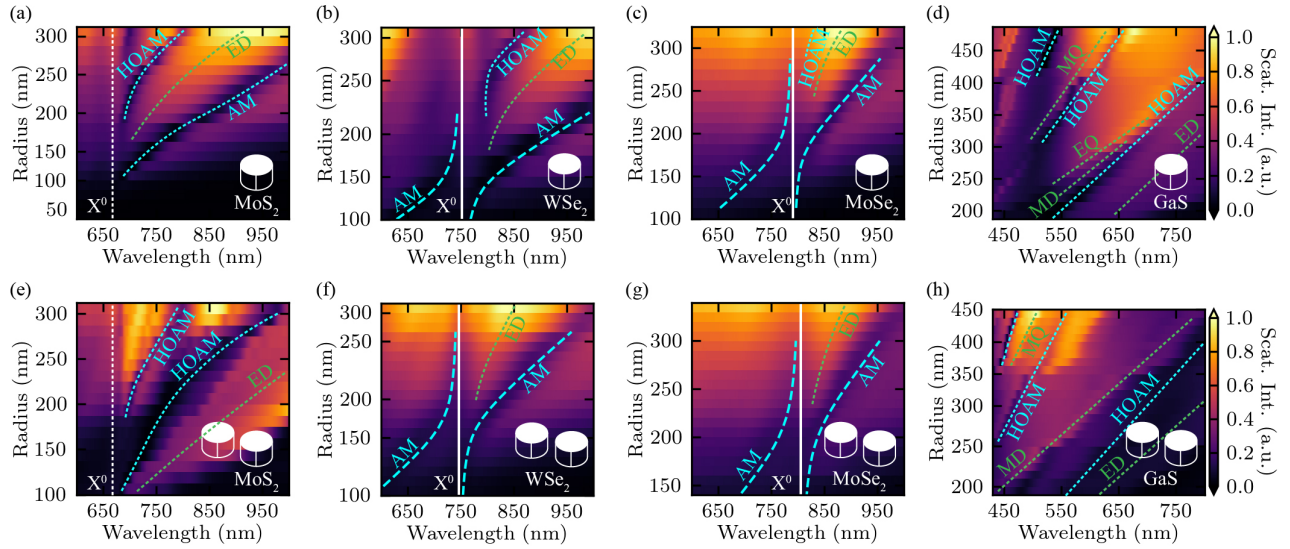 (a)
HOAM
ED
AM
X⁰
MoS₂
Radius (nm)
300
250
200
150
100
50
650
750
850
950
Wavelength (nm)
(b)
HOAM
ED
AM
AM
X⁰
WSe₂
Radius (nm)
300
250
200
150
100
650
750
850
950
Wavelength (nm)
(c)
HOAM
ED
AM
AM
X⁰
MoSe₂
Radius (nm)
300
250
200
150
100
650
750
850
950
Wavelength (nm)
(d)
HOAM
MQ
HOAM
HOAM
EQ
ED
MD
GaS
Radius (nm)
450
400
350
300
250
200
450
550
650
750
Wavelength (nm)
1.0
0.8
0.6
0.4
0.2
0.0
Scat. Int. (a.u.)
(e)
HOAM
HOAM
ED
X⁰
MoS₂
Radius (nm)
300
250
200
150
100
650
750
850
950
Wavelength (nm)
(f)
ED
AM
AM
X⁰
WSe₂
Radius (nm)
300
250
200
150
100
650
750
850
950
Wavelength (nm)
(g)
ED
AM
AM
X⁰
MoSe₂
Radius (nm)
300
250
200
150
650
750
850
950
Wavelength (nm)
(h)
MQ
HOAM
HOAM
MD
ED
GaS
Radius (nm)
450
400
350
300
250
200
450
550
650
750
Wavelength (nm)
1.0
0.8
0.6
0.4
0.2
0.0
Scat. Int. (a.u.)